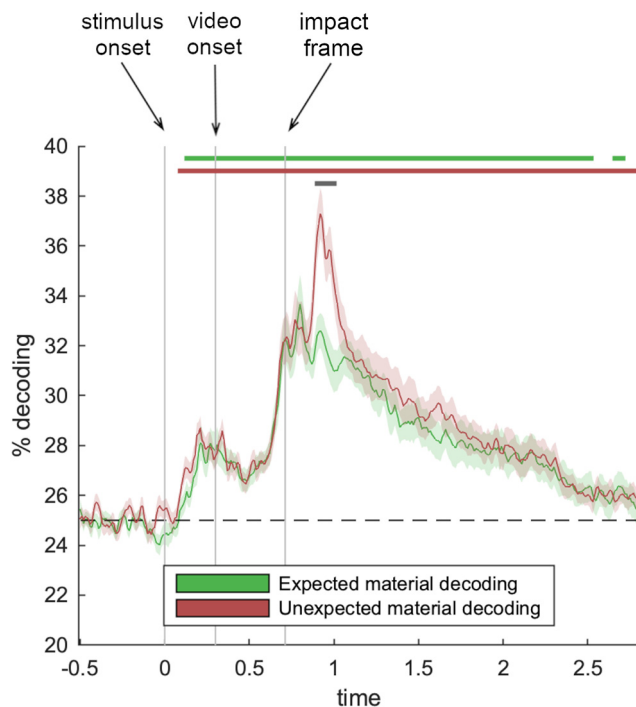 stimulus onset
video onset
impact frame
40
38
36
34
32
30
28
26
24
22
20
% decoding
Expected material decoding
Unexpected material decoding
-0.5 0 0.5 1 1.5 2 2.5
time